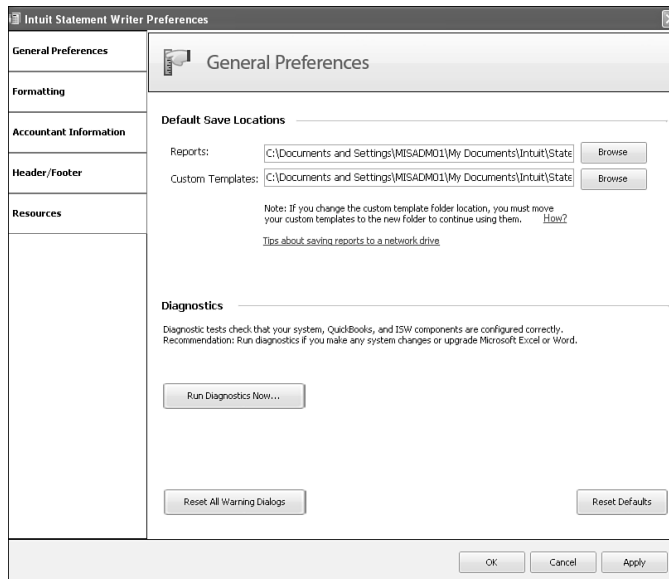 Intuit Statement Writer Preferences
General Preferences
Formatting
Accountant Information
Header/Footer
Resources
General Preferences
Default Save Locations
Reports: C:\Documents and Settings\MISADM01\My Documents\Intuit\State Browse
Custom Templates: C:\Documents and Settings\MISADM01\My Documents\Intuit\State Browse
Note: If you change the custom template folder location, you must move
your custom templates to the new folder to continue using them. How?
Tips about saving reports to a network drive
Diagnostics
Diagnostic tests check that your system, QuickBooks, and ISW components are configured correctly.
Recommendation: Run diagnostics if you make any system changes or upgrade Microsoft Excel or Word.
Run Diagnostics Now...
Reset All Warning Dialogs Reset Defaults
OK Cancel Apply